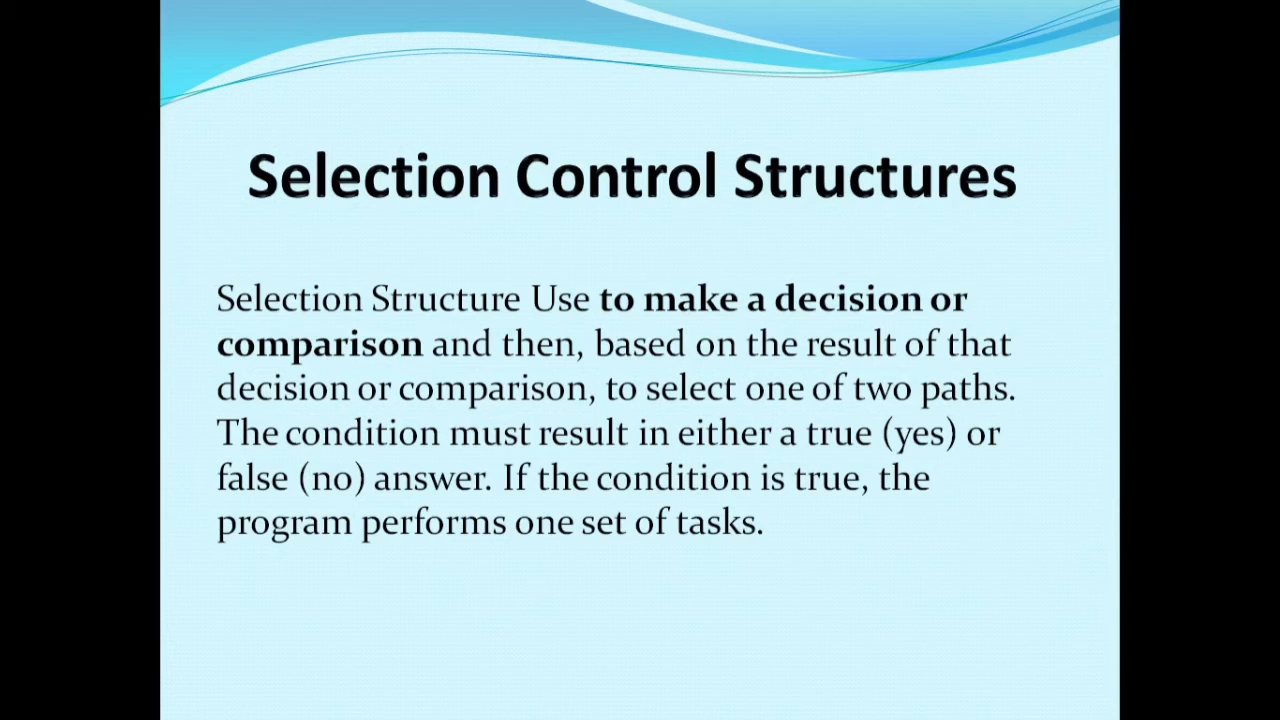 Selection Control Structures
Selection Structure Use to make a decision or
comparison and then, based on the result of that
decision or comparison, to select one of two paths.
The condition must result in either a true (yes) or
false (no) answer. If the condition is true, the
program performs one set of tasks.